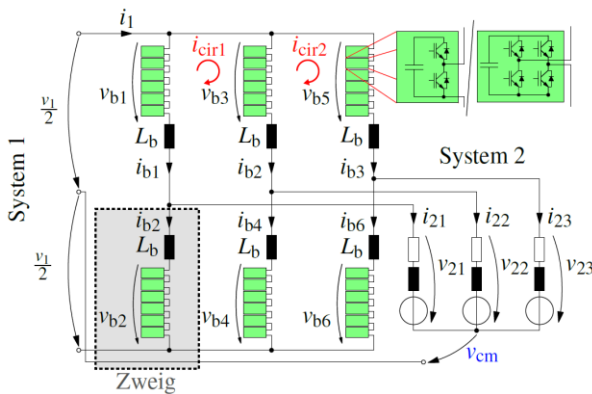 i1
icir1
icir2
vb1
vb3
vb5
v1/2
Lb
Lb
Lb
System 1
System 2
ib1
ib2
ib3
ib2
ib4
ib6
i21
i22
i23
v1/2
Lb
Lb
Lb
v21
v22
v23
vb2
vb4
vb6
vcm
Zweig